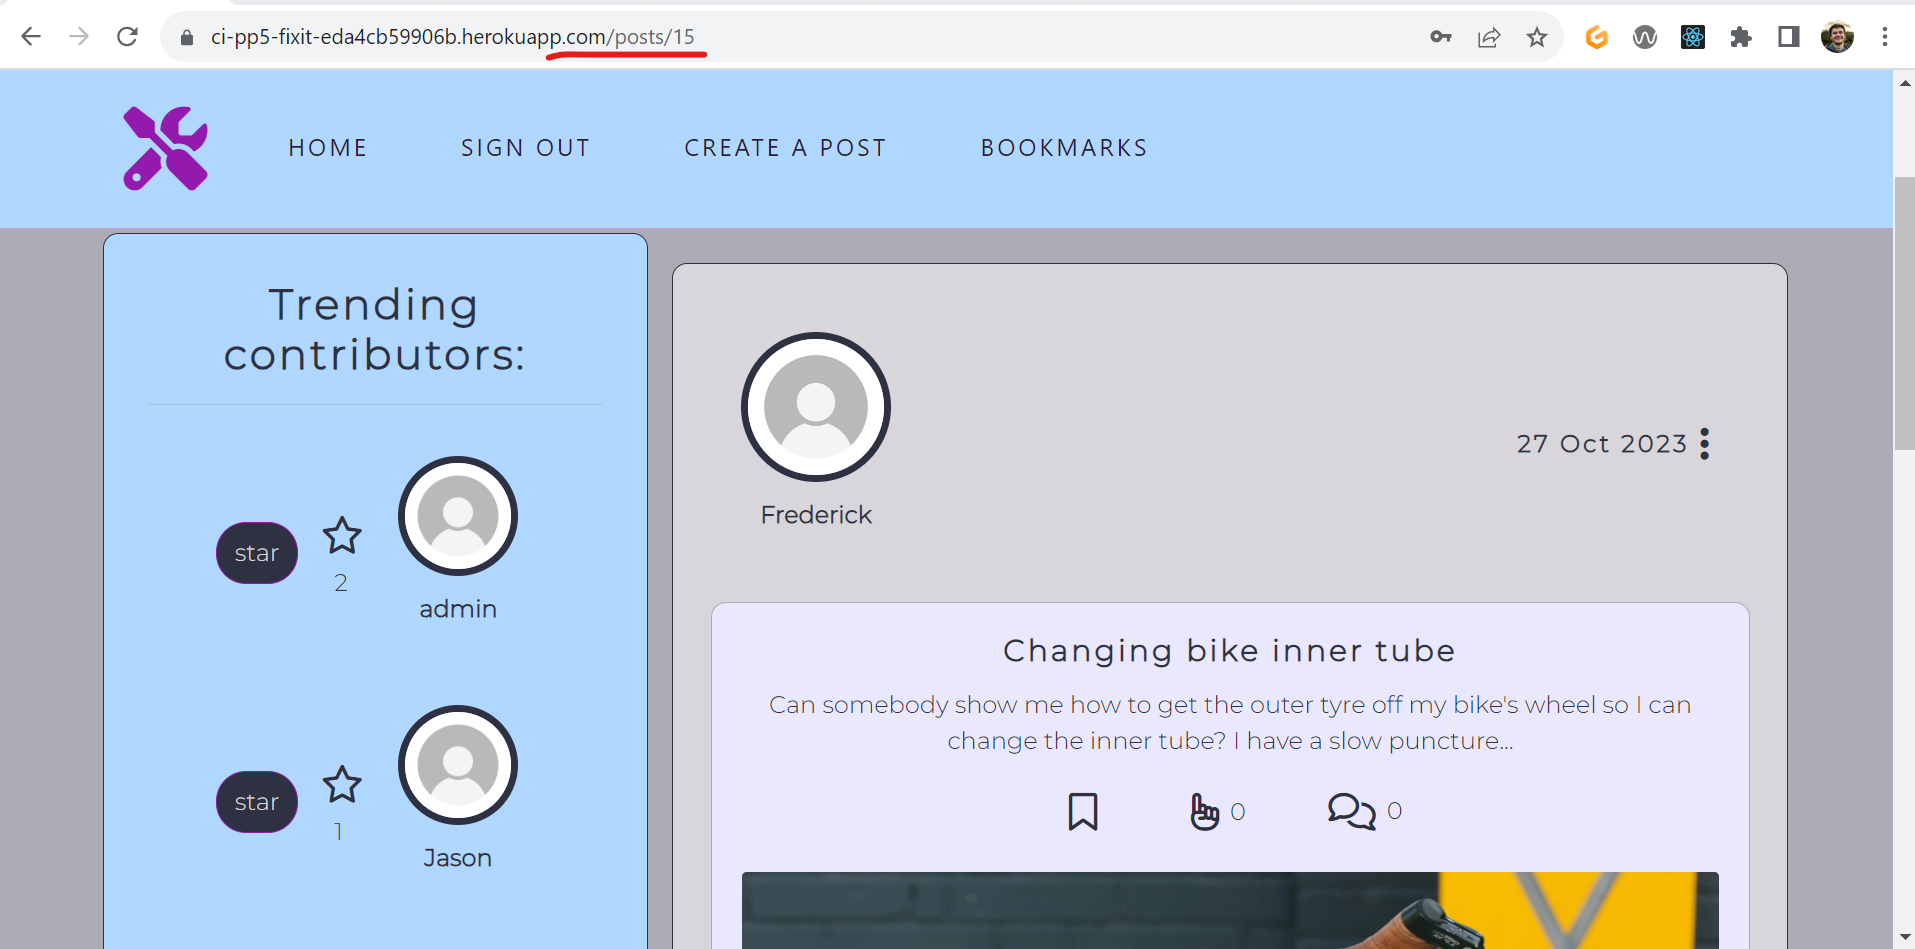 ci-pp5-fixit-eda4cb59906b.herokuapp.com/posts/15
HOME
SIGN OUT
CREATE A POST
BOOKMARKS
Trending
contributors:
star
2
admin
star
1
Jason
Frederick
27 Oct 2023
Changing bike inner tube
Can somebody show me how to get the outer tyre off my bike's wheel so I can
change the inner tube? I have a slow puncture...
0
0